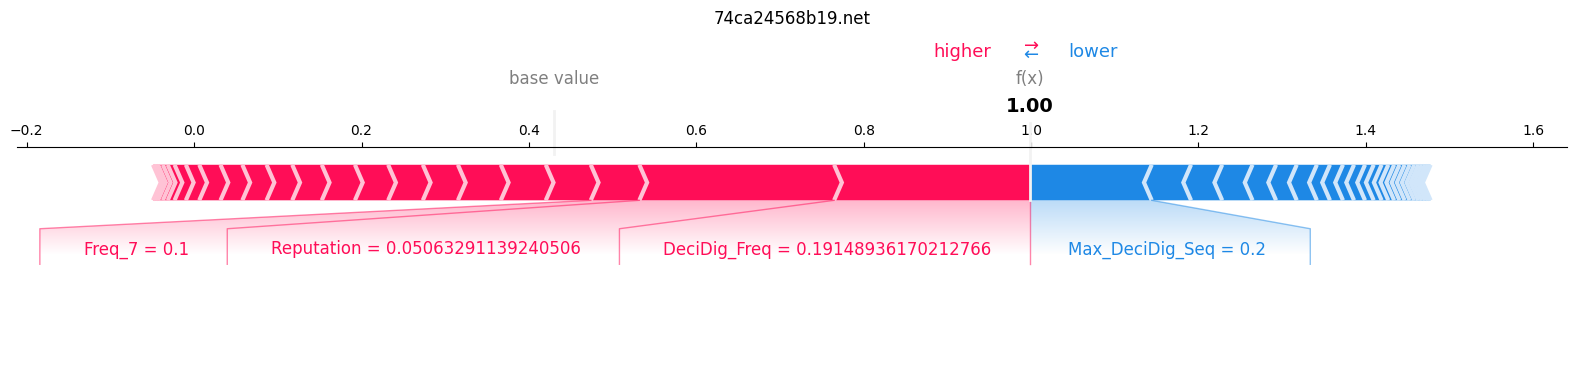 74ca24568b19.net
higher ⇄ lower
base value f(x)
1.00
−0.2 0.0 0.2 0.4 0.6 0.8 1.0 1.2 1.4 1.6
Freq_7 = 0.1 Reputation = 0.05063291139240506 DeciDig_Freq = 0.19148936170212766 Max_DeciDig_Seq = 0.2